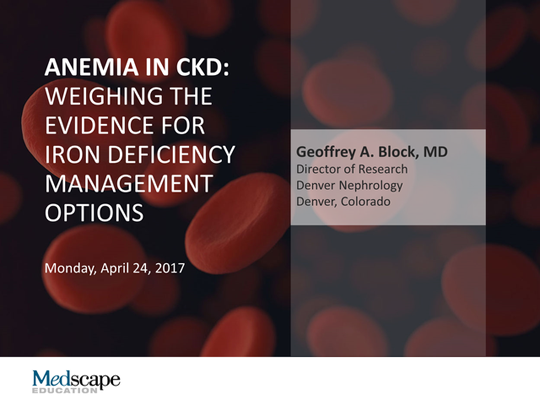 ANEMIA IN CKD:
WEIGHING THE
EVIDENCE FOR
IRON DEFICIENCY
MANAGEMENT
OPTIONS
Monday, April 24, 2017
Geoffrey A. Block, MD
Director of Research
Denver Nephrology
Denver, Colorado
Medscape
EDUCATION